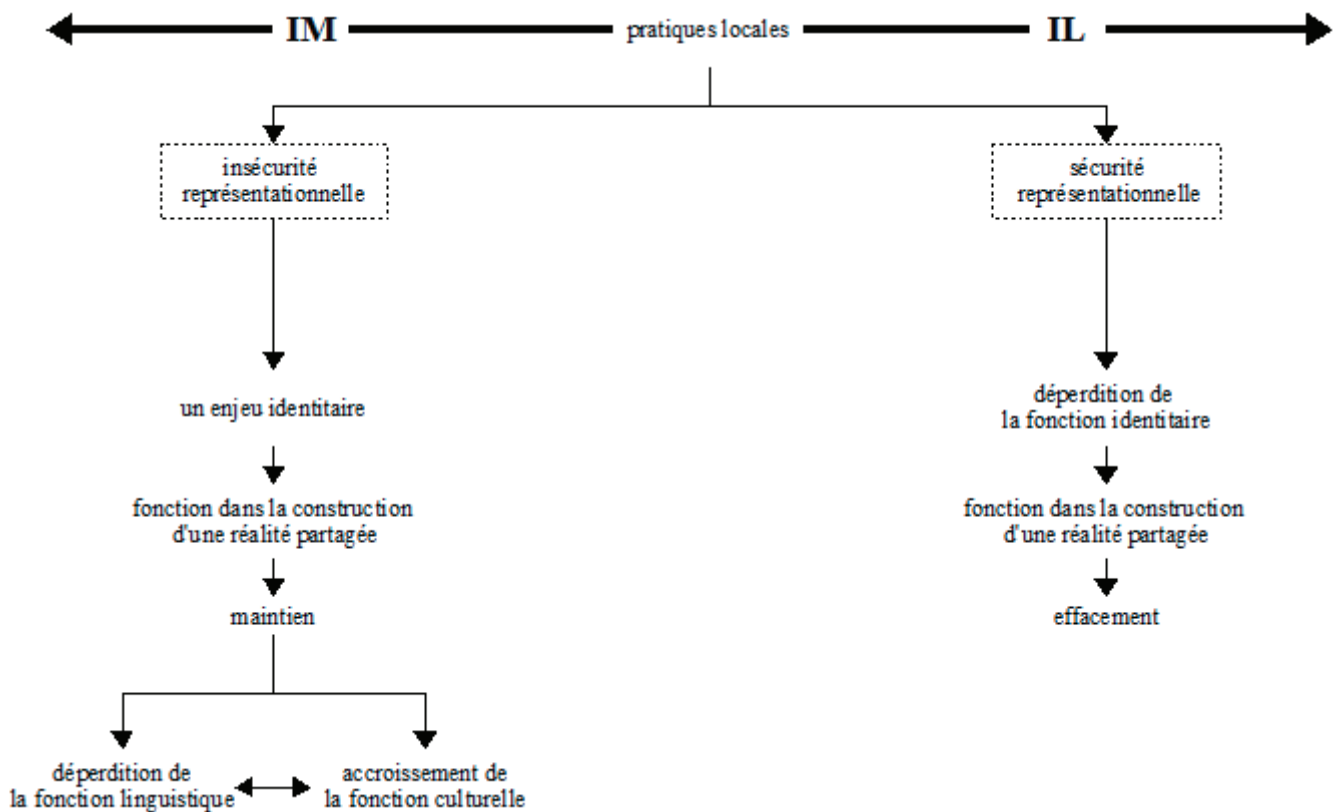 IM pratiques locales IL
insécurité
représentationnelle
sécurité
représentationnelle
un enjeu identitaire
déperdition de
la fonction identitaire
fonction dans la construction
d'une réalité partagée
fonction dans la construction
d'une réalité partagée
maintien
effacement
déperdition de
la fonction linguistique
accroissement de
la fonction culturelle